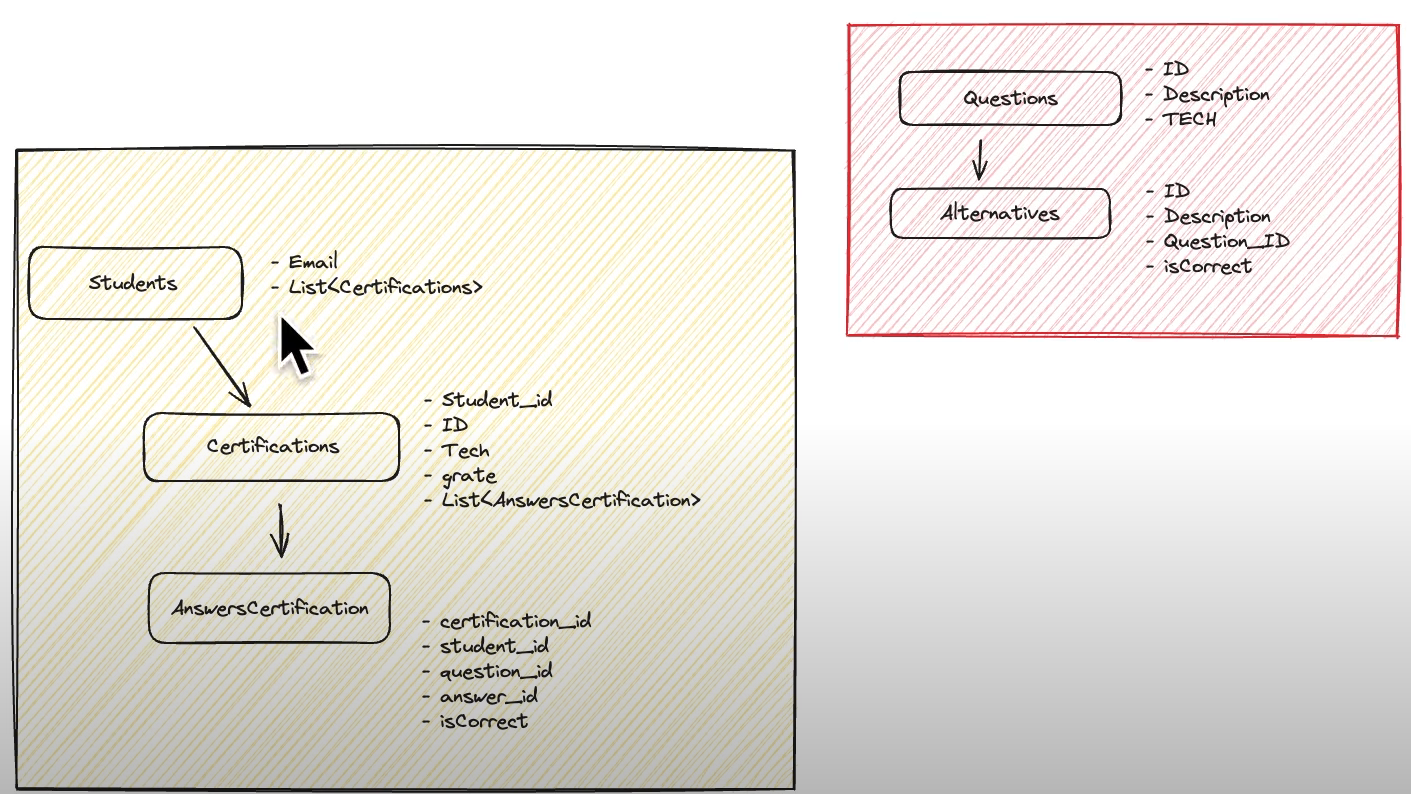 Questions
- ID
- Description
- TECH
Alternatives
- ID
- Description
- Question_ID
- isCorrect
Students
- Email
- List<Certifications>
Certifications
- Student_id
- ID
- Tech
- grate
- List<AnswersCertification>
AnswersCertification
- certification_id
- student_id
- question_id
- answer_id
- isCorrect